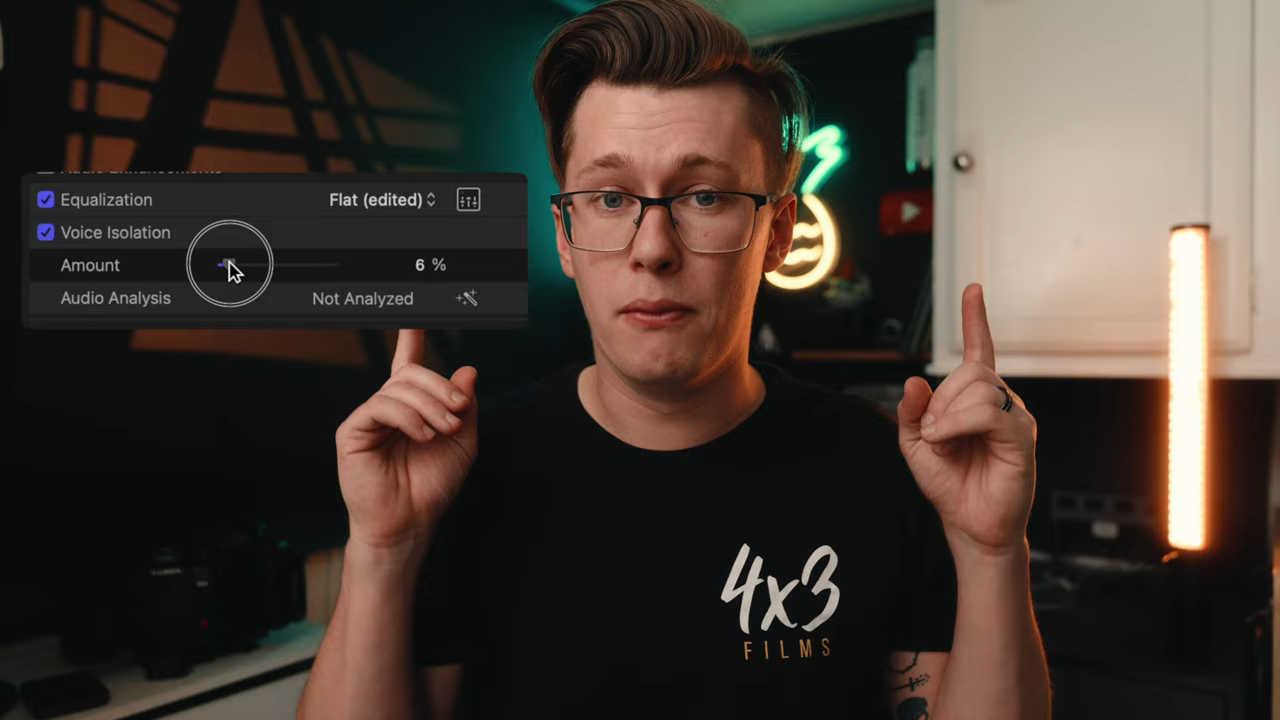 Equalization Flat (edited)
Voice Isolation
Amount 6 %
Audio Analysis Not Analyzed
4x3
FILMS